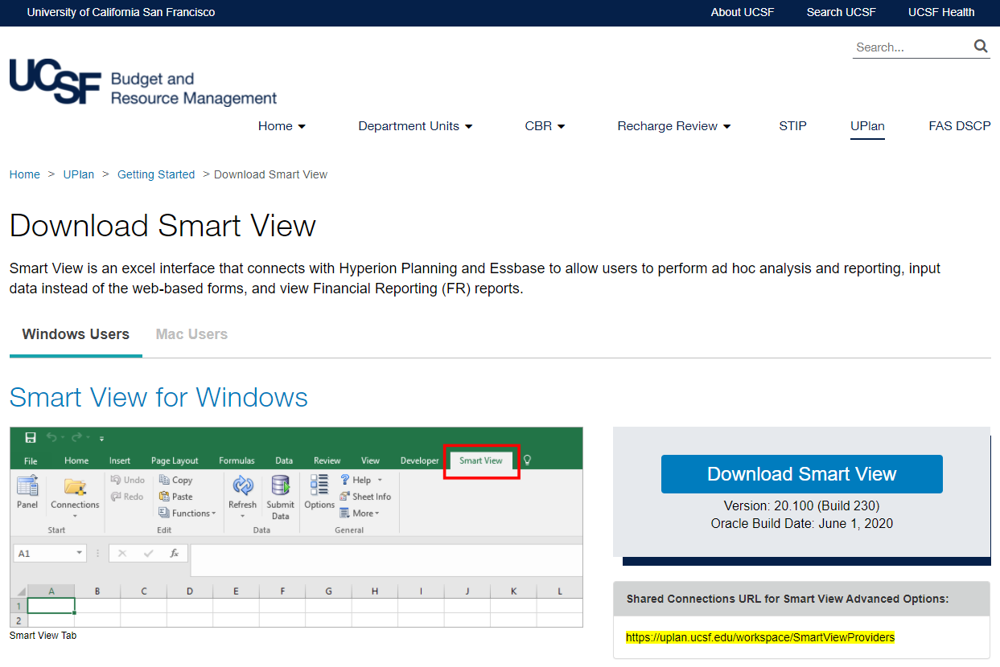 University of California San Francisco
About UCSF Search UCSF UCSF Health
Search...
UCSF Budget and
Resource Management
Home Department Units CBR Recharge Review STIP UPlan FAS DSCP
Home > UPlan > Getting Started > Download Smart View
Download Smart View
Smart View is an excel interface that connects with Hyperion Planning and Essbase to allow users to perform ad hoc analysis and reporting, input
data instead of the web-based forms, and view Financial Reporting (FR) reports.
Windows Users Mac Users
Smart View for Windows
File Home Insert Page Layout Formulas Data Review View Developer Smart View
Undo Copy Help
Redo Paste Sheet Info
Panel Connections Functions Refresh Submit Options More
Data
Start Edit Data General
A1 fx
A B C D E F G H I J K L
1
2
Smart View Tab
Download Smart View
Version: 20.100 (Build 230)
Oracle Build Date: June 1, 2020
Shared Connections URL for Smart View Advanced Options:
https://uplan.ucsf.edu/workspace/SmartViewProviders